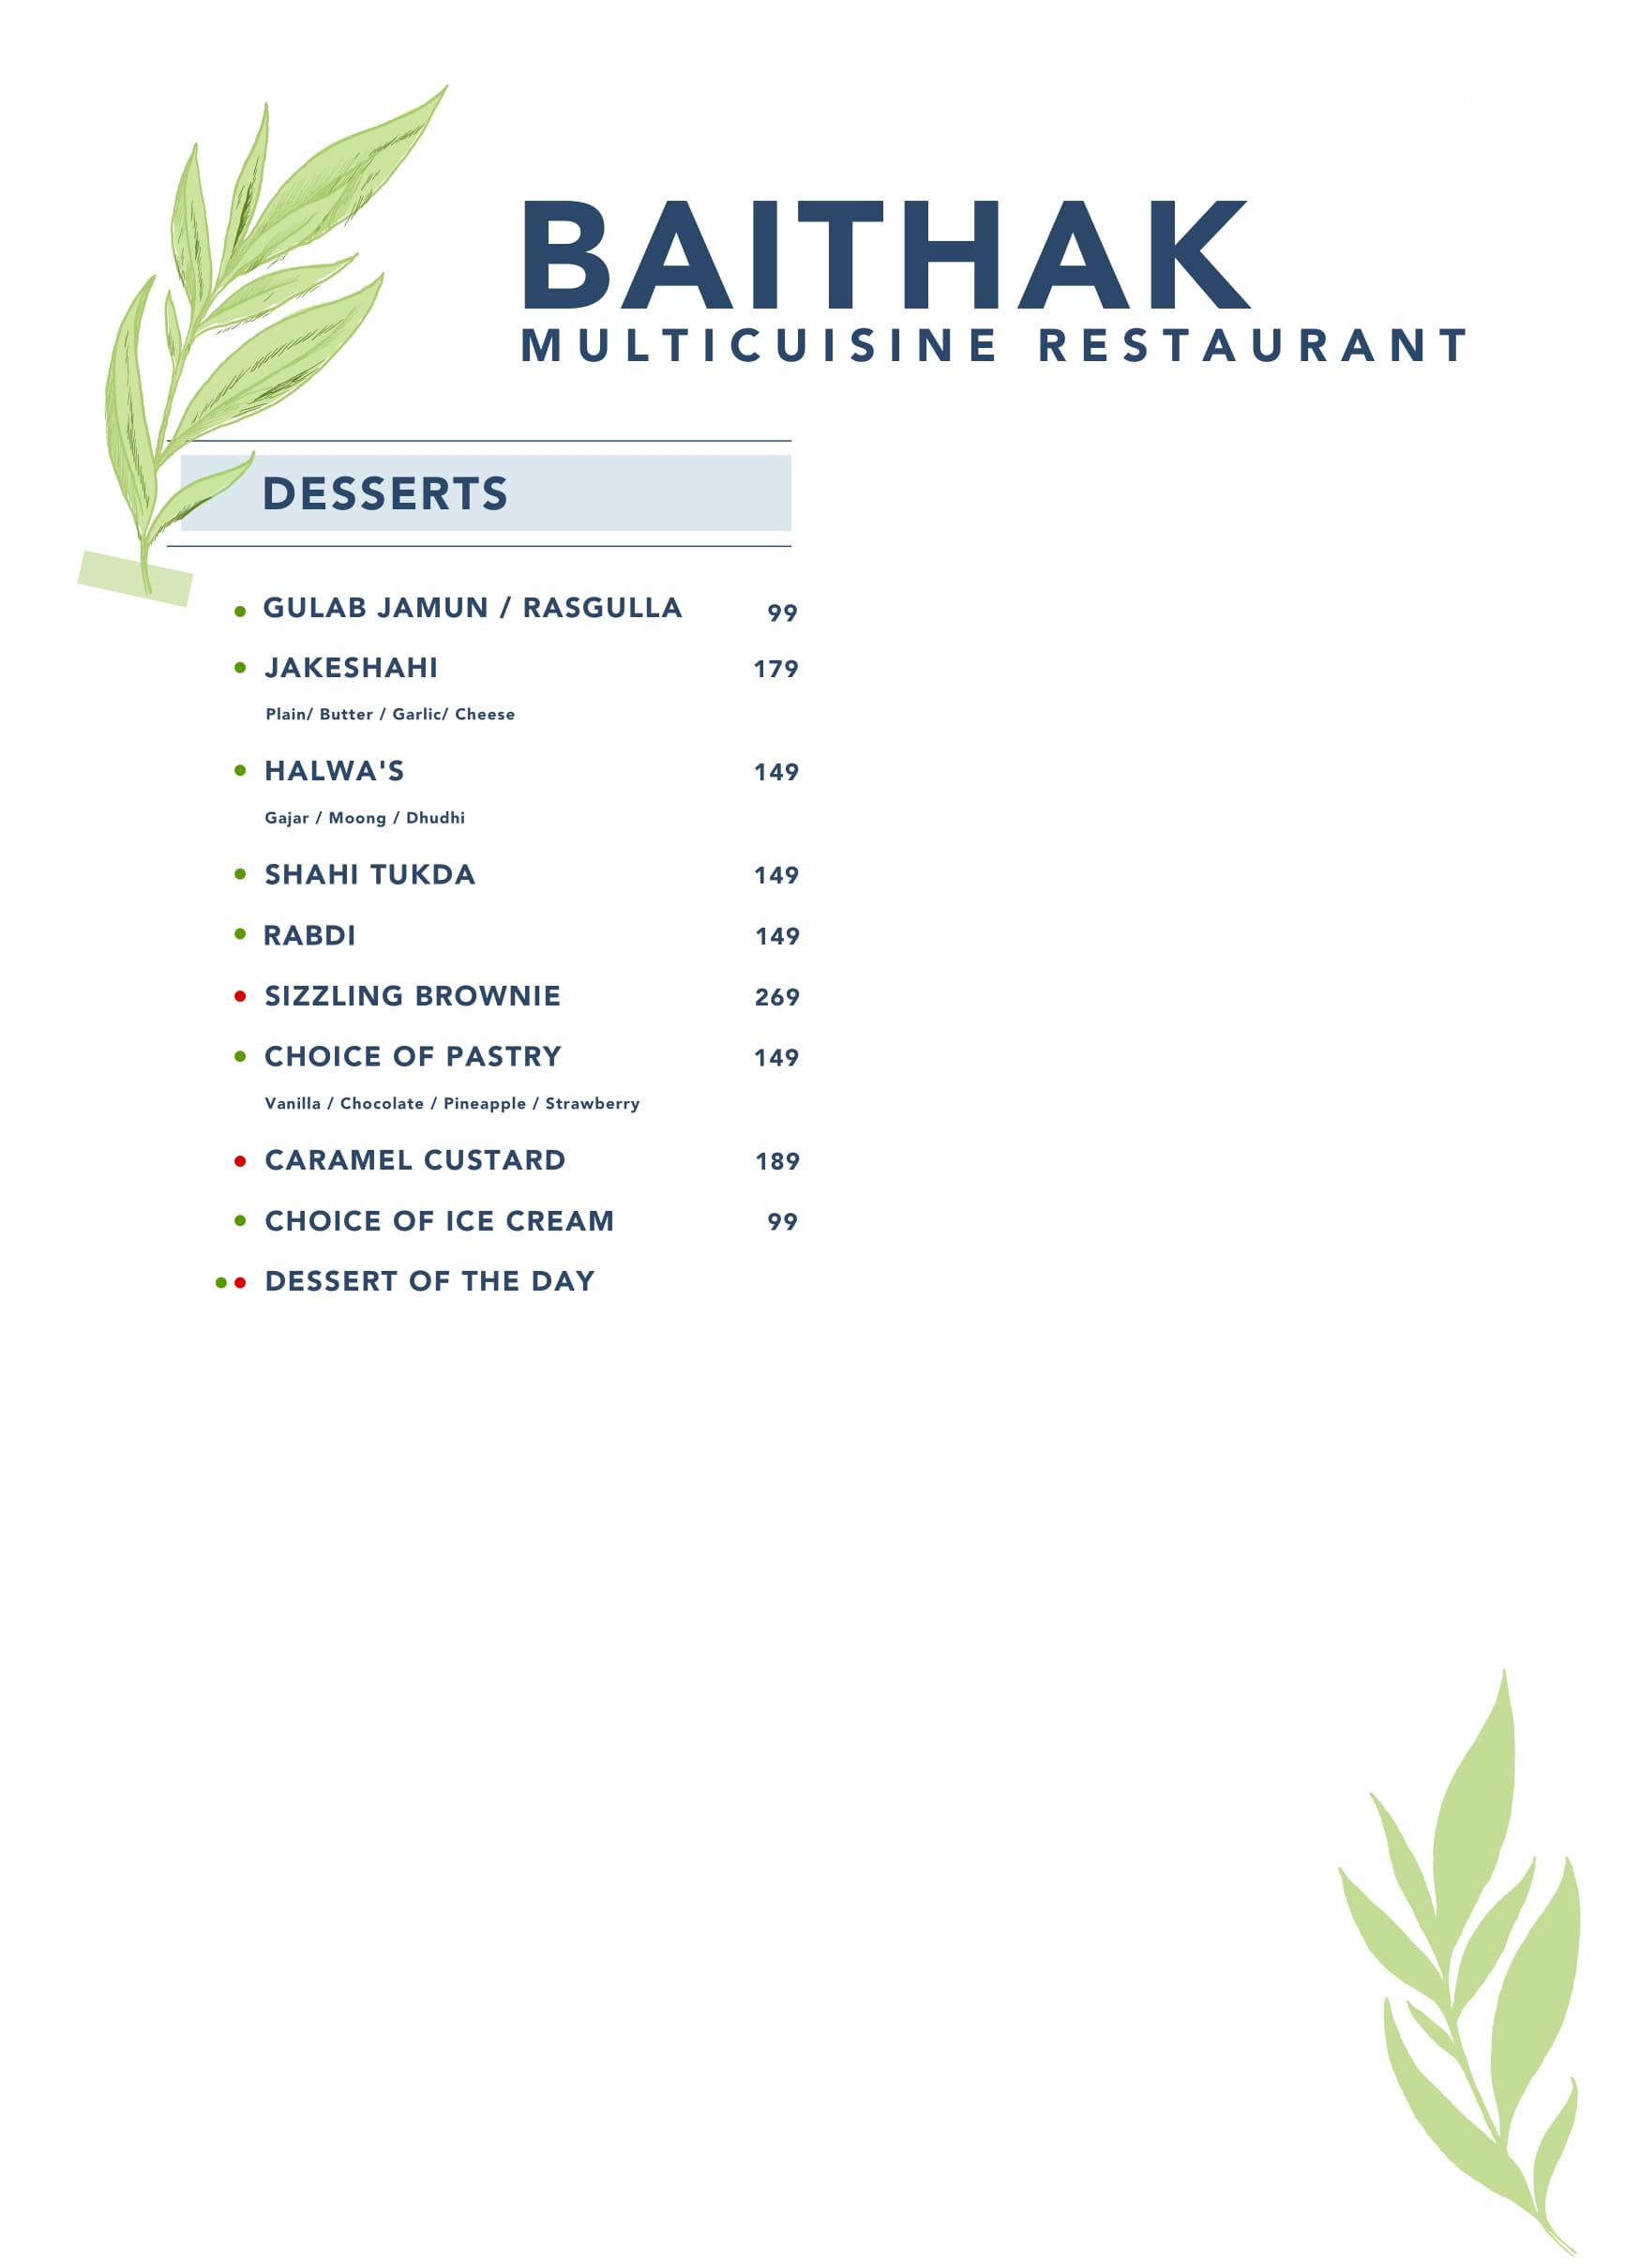 BAITHAK
MULTICUISINE RESTAURANT
DESSERTS
GULAB JAMUN / RASGULLA 99
JAKESHAHI 179
Plain/ Butter / Garlic/ Cheese
HALWA'S 149
Gajar / Moong / Dhudhi
SHAHI TUKDA 149
RABDI 149
SIZZLING BROWNIE 269
CHOICE OF PASTRY 149
Vanilla / Chocolate / Pineapple / Strawberry
CARAMEL CUSTARD 189
CHOICE OF ICE CREAM 99
DESSERT OF THE DAY